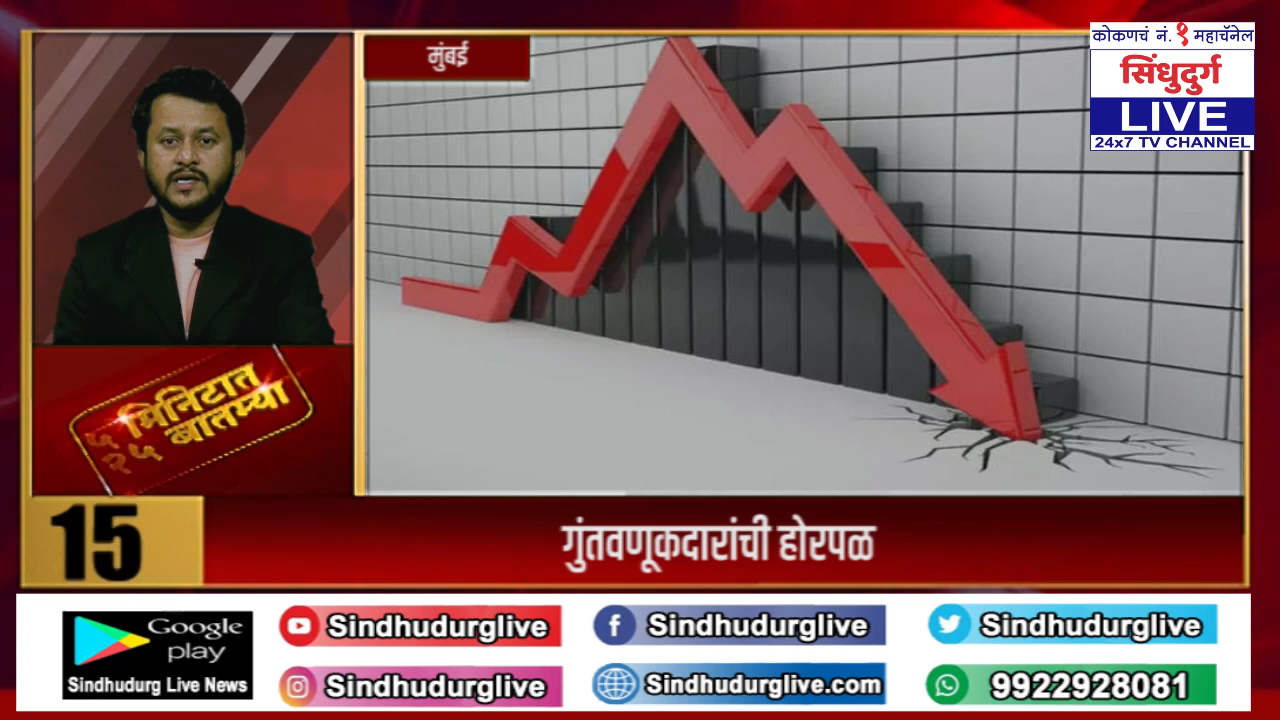 मुंबई
कोकणचं नं. १ महाचॅनेल
सिंधुदुर्ग
LIVE
24x7 TV CHANNEL
५ मिनिटात
२५ बातम्या
15
गुंतवणूकदारांची होरपळ
Google
play
Sindhudurg Live News
Sindhudurglive
Sindhudurglive
Sindhudurglive
Sindhudurglive
Sindhudurglive.com
9922928081